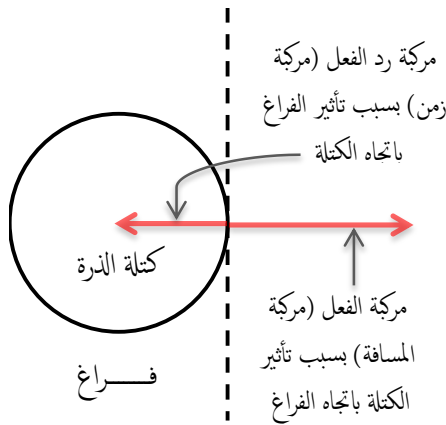 مركبة رد الفعل (مركبة
زمن) بسبب تأثير الفراغ
باتجاه الكتلة
كتلة الذرة
مركبة الفعل (مركبة
المسافة) بسبب تأثير
الكتلة باتجاه الفراغ
فـــــراغ